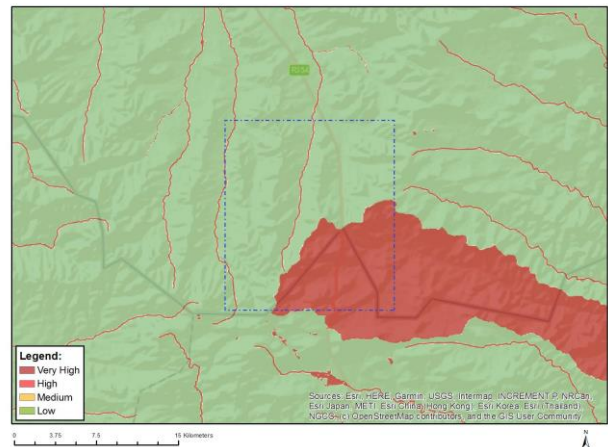 Legend:
Very High
High
Medium
Low
Sources: Esri, HERE, Garmin, USGS, Intermap, INCREMENT P, NRCan,
Esri Japan, METI, Esri China (Hong Kong), Esri Korea, Esri (Thailand),
NGCC, (c) OpenStreetMap contributors, and the GIS User Community
0 3.75 7.5 15 Kilometers
N